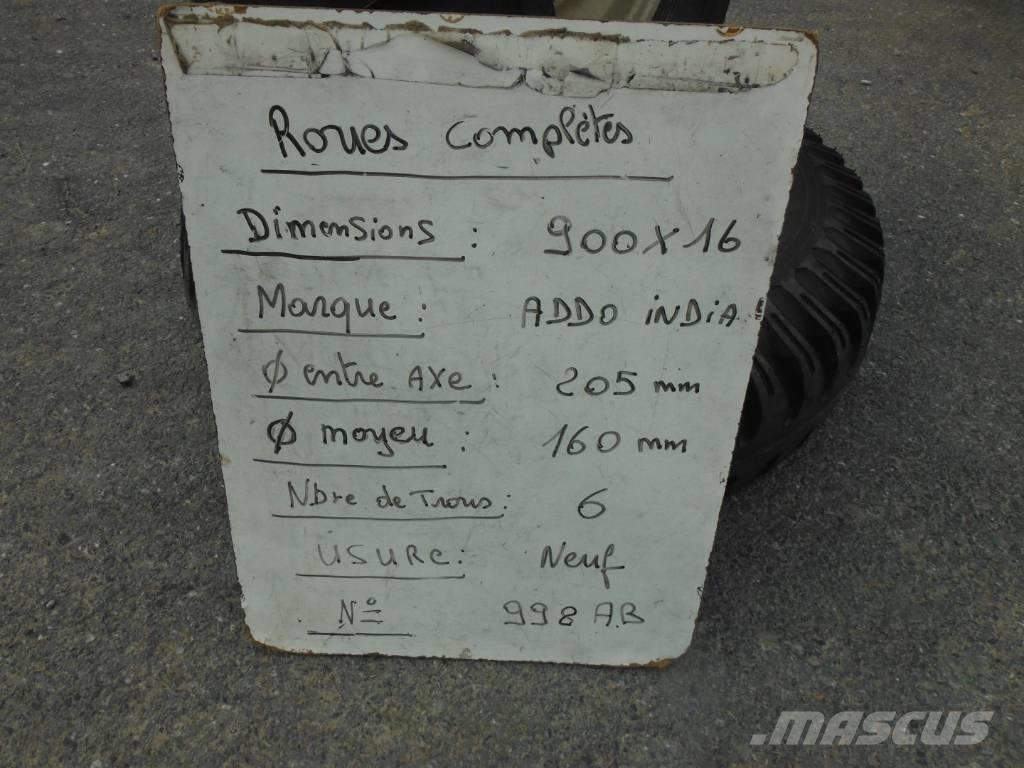 Roues complètes
Dimensions : 900X16
Marque : ADDO iNDiA
Ø entre AXe : 205 mm
Ø moyeu : 160 mm
Nbre de Trous : 6
USURE : Neuf
N° 998 AB
.MASCUS